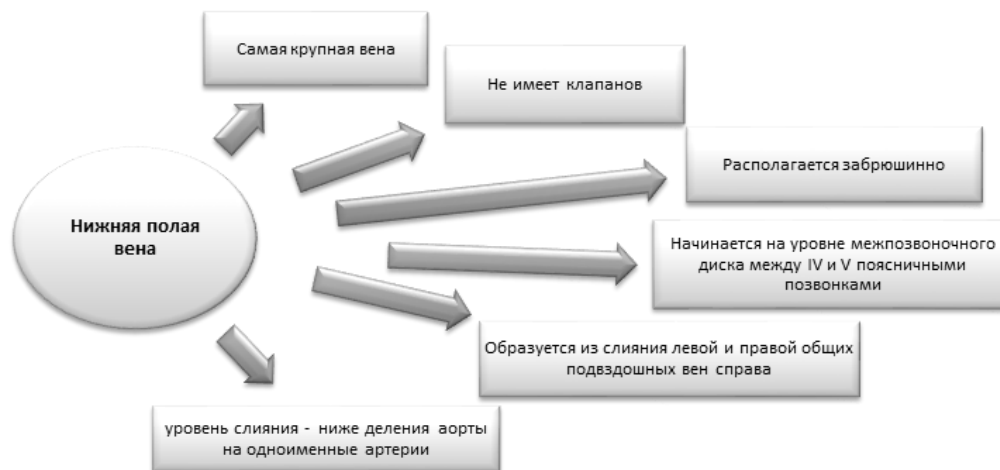 Самая крупная вена
Не имеет клапанов
Располагается забрюшинно
Нижняя полая
вена
Начинается на уровне межпозвоночного
диска между IV и V поясничными
позвонками
Образуется из слияния левой и правой общих
подвздошных вен справа
уровень слияния - ниже деления аорты
на одноименные артерии